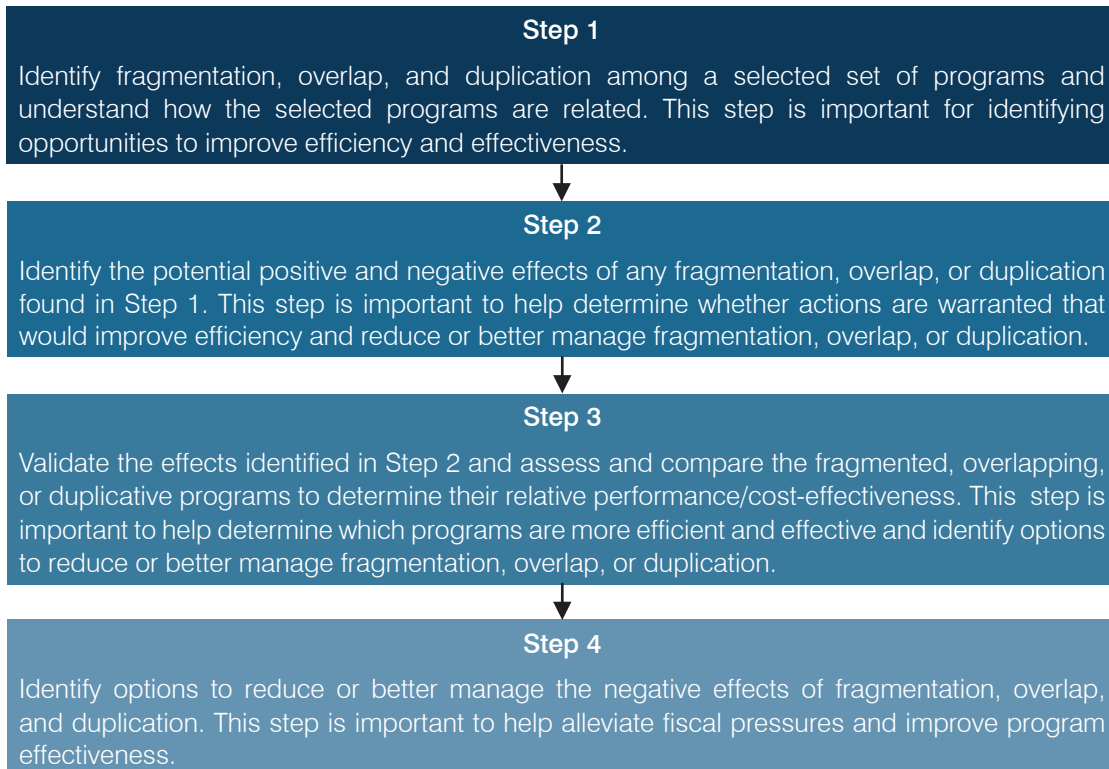 Step 1
Identify fragmentation, overlap, and duplication among a selected set of programs and
understand how the selected programs are related. This step is important for identifying
opportunities to improve efficiency and effectiveness.
Step 2
Identify the potential positive and negative effects of any fragmentation, overlap, or duplication
found in Step 1. This step is important to help determine whether actions are warranted that
would improve efficiency and reduce or better manage fragmentation, overlap, or duplication.
Step 3
Validate the effects identified in Step 2 and assess and compare the fragmented, overlapping,
or duplicative programs to determine their relative performance/cost-effectiveness. This step is
important to help determine which programs are more efficient and effective and identify options
to reduce or better manage fragmentation, overlap, or duplication.
Step 4
Identify options to reduce or better manage the negative effects of fragmentation, overlap,
and duplication. This step is important to help alleviate fiscal pressures and improve program
effectiveness.